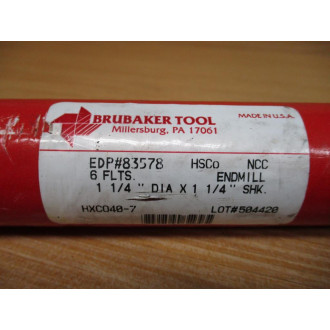 BRUBAKER TOOL
MADE IN U.S.A.
Millersburg, PA 17061
EDP#83578 HSCo NCC
6 FLTS. ENDMILL
1 1/4 " DIA X 1 1/4" SHK.
HXCO40-7 LOT#504420